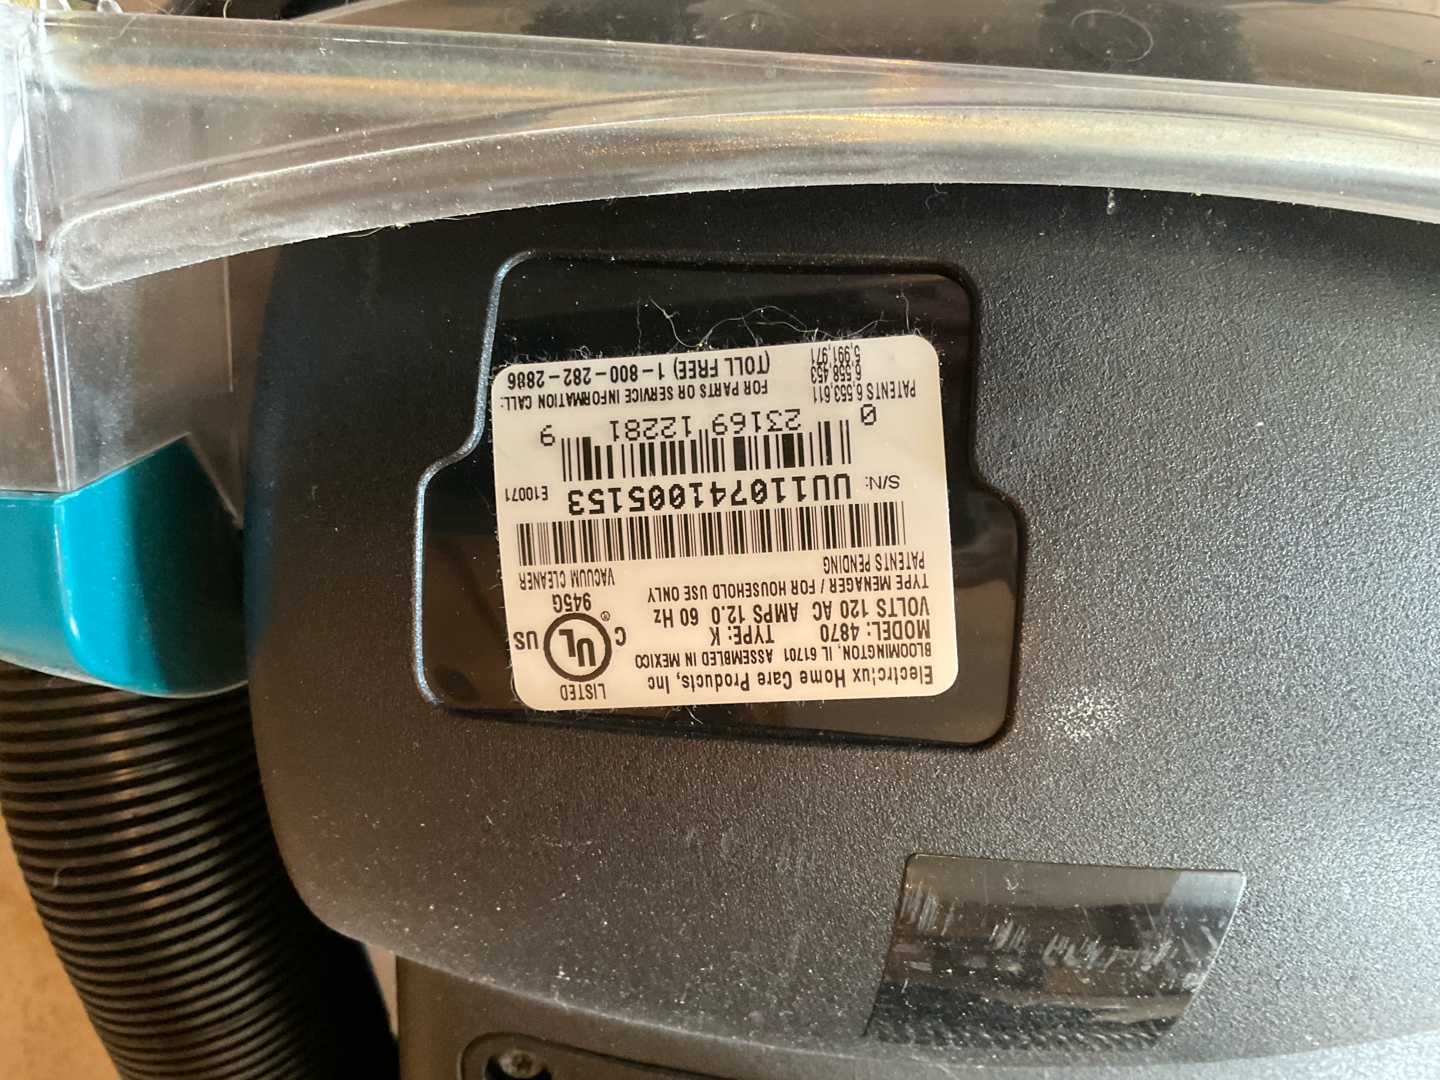 Electrolux Home Care Products, Inc
BLOOMINGTON, IL 61701 ASSEMBLED IN MEXICO
MODEL: 4870 TYPE: K
VOLTS 120 AC AMPS 12.0 60 Hz
TYPE MENAGER / FOR HOUSEHOLD USE ONLY
PATENTS PENDING
LISTED
C UL US ®
945G
VACUUM CLEANER
S/N: UU110741005153 E10071
0 23169 12281 9
PATENTS 6,553,611
6,558,453
5,991,971
FOR PARTS OR SERVICE INFORMATION CALL:
(TOLL FREE) 1-800-282-2886